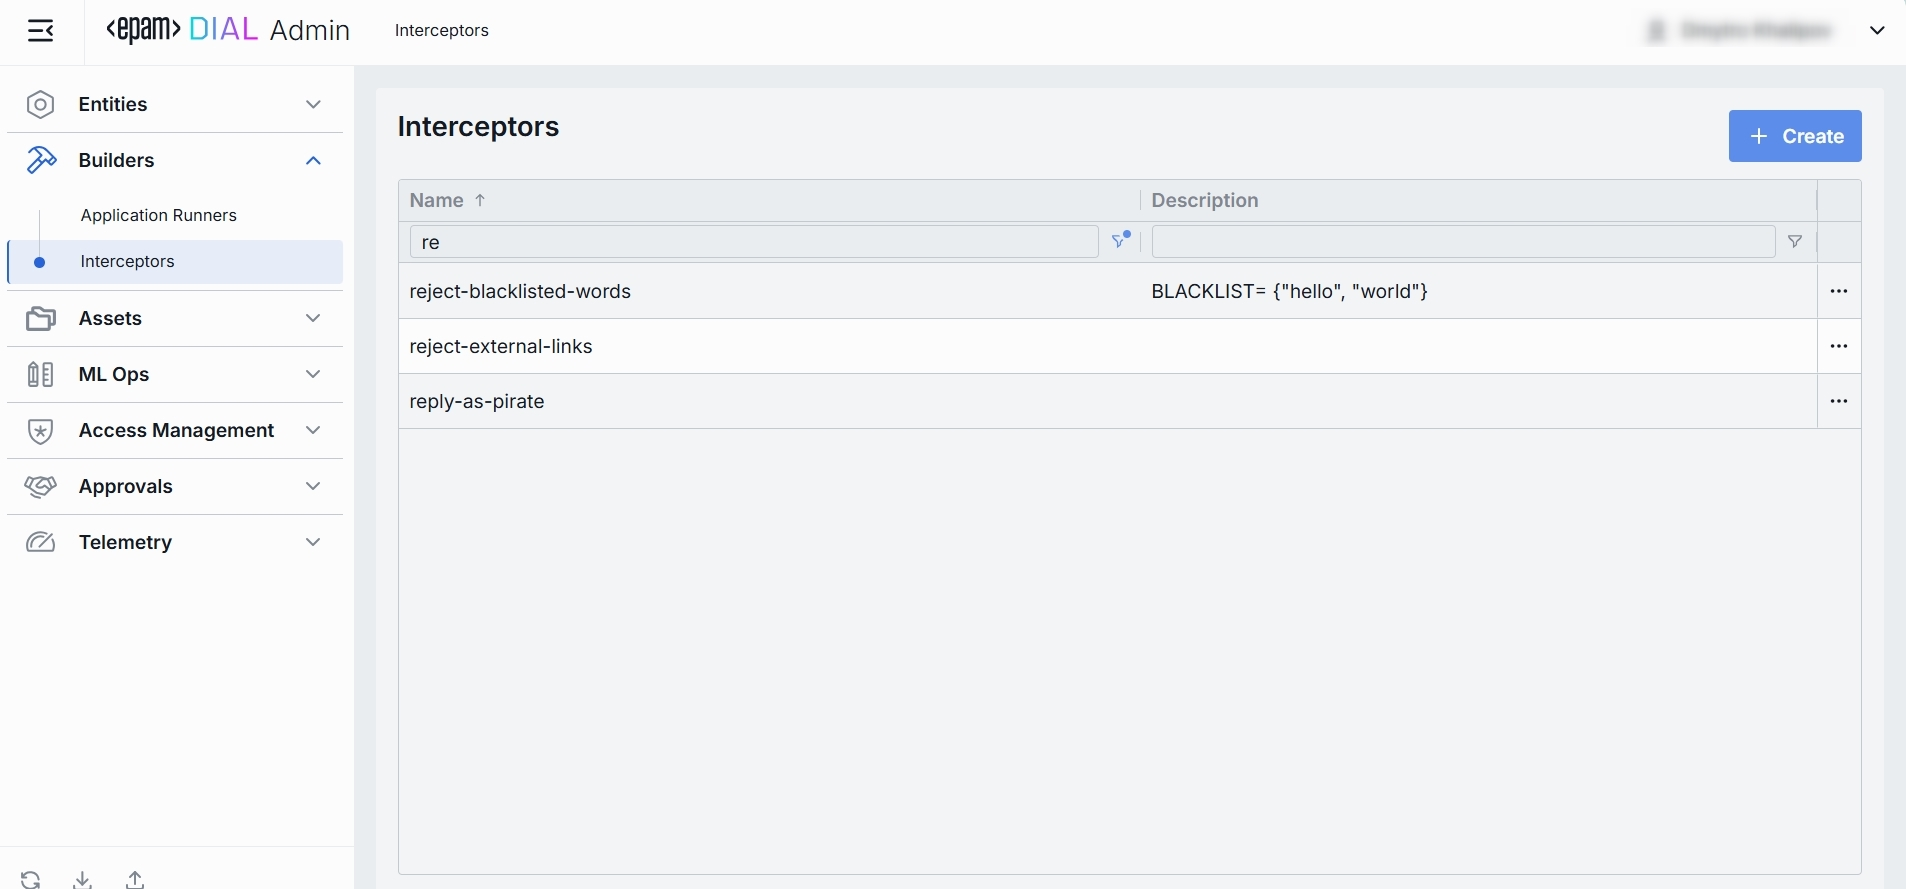 <epam> DIAL Admin
Interceptors
Entities
Builders
Application Runners
Interceptors
Assets
ML Ops
Access Management
Approvals
Telemetry
Interceptors
+ Create
Name ↑
Description
re
reject-blacklisted-words
BLACKLIST= {"hello", "world"}
reject-external-links
reply-as-pirate